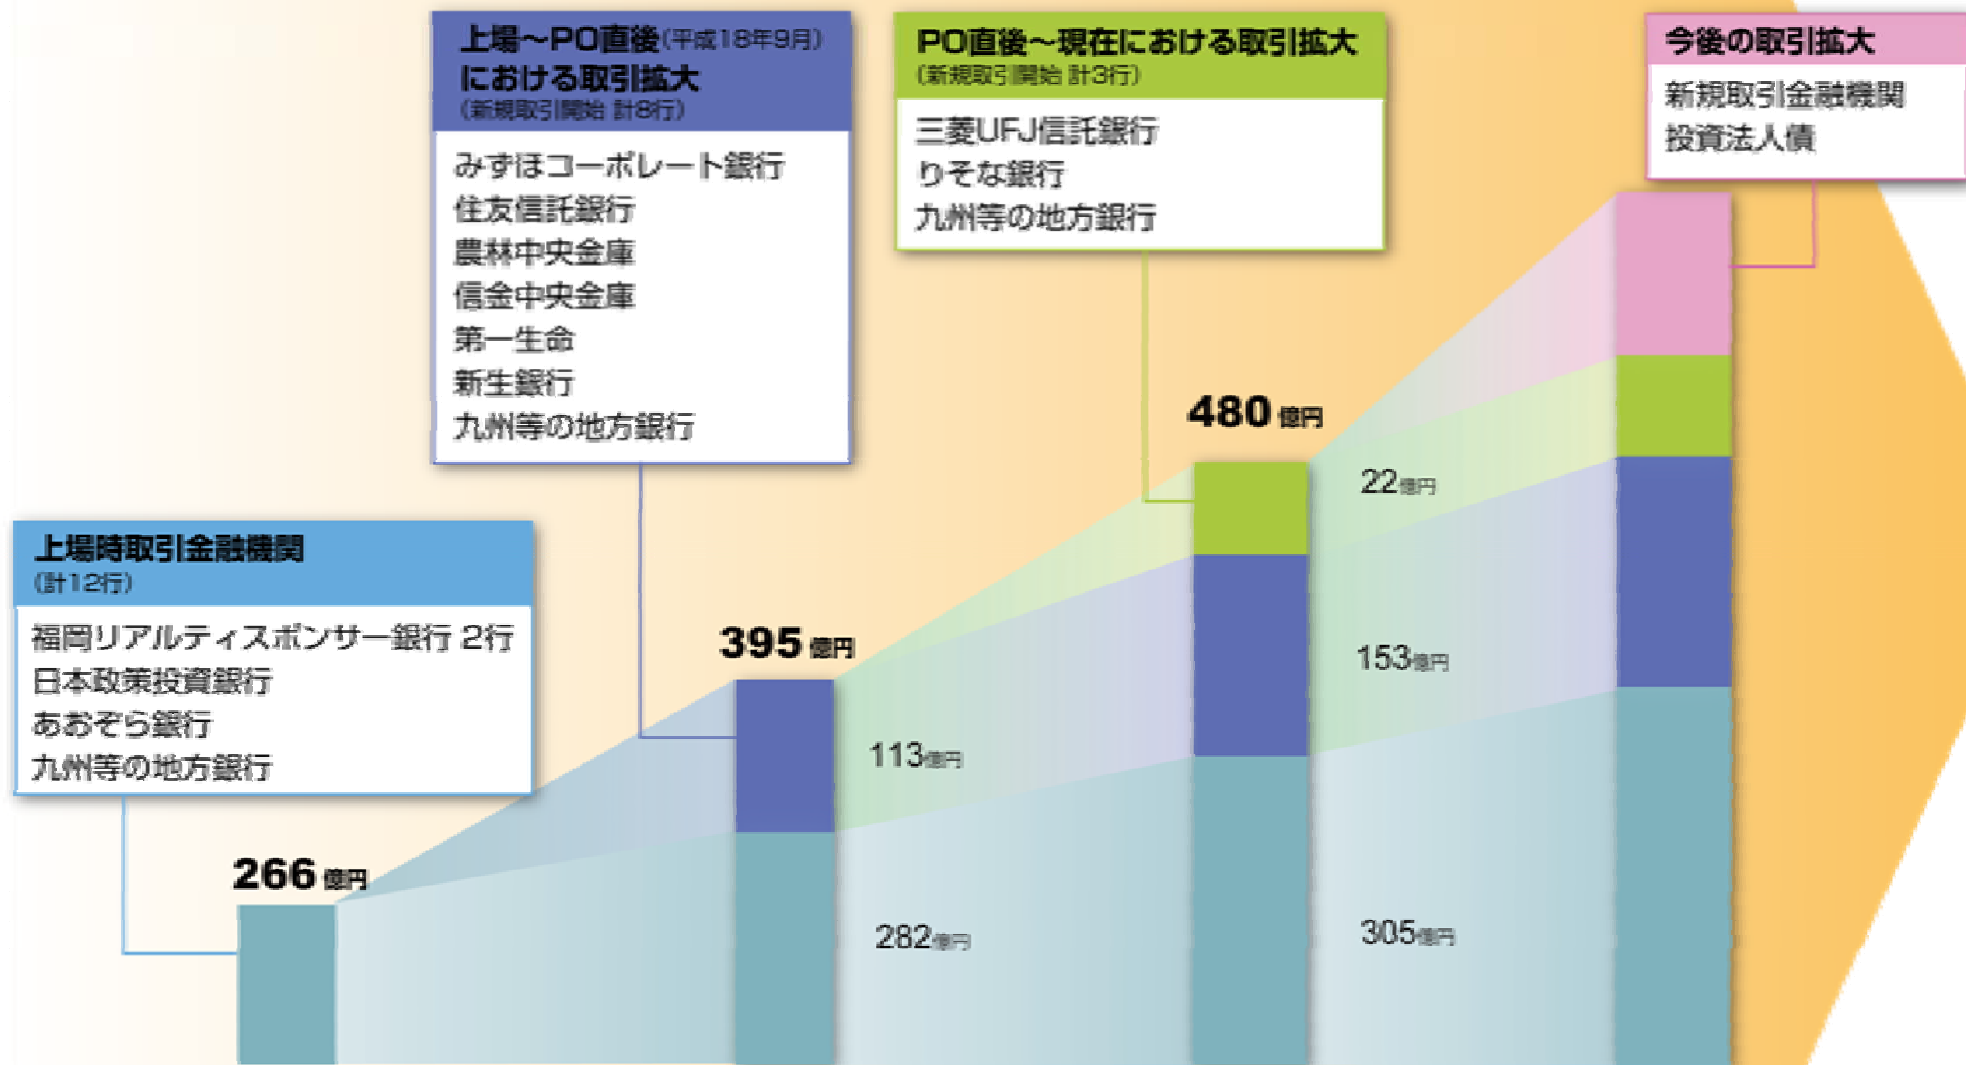 上場時取引金融機関
(計12行)
福岡リアルティスポンサー銀行 2行
日本政策投資銀行
あおぞら銀行
九州等の地方銀行
266億円
上場〜PO直後(平成18年9月)
における取引拡大
(新規取引開始 計8行)
みずほコーポレート銀行
住友信託銀行
農林中央金庫
信金中央金庫
第一生命
新生銀行
九州等の地方銀行
395億円
113億円
282億円
PO直後〜現在における取引拡大
(新規取引開始 計3行)
三菱UFJ信託銀行
りそな銀行
九州等の地方銀行
480億円
22億円
153億円
305億円
今後の取引拡大
新規取引金融機関
投資法人債